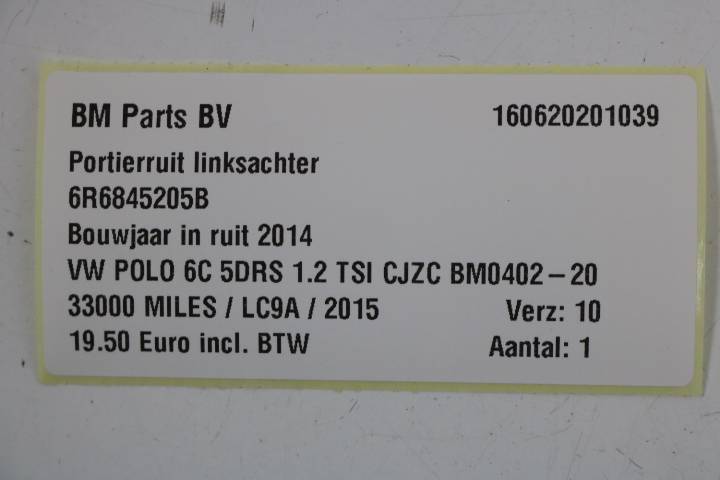 BM Parts BV 160620201039
Portierruit linksachter
6R6845205B
Bouwjaar in ruit 2014
VW POLO 6C 5DRS 1.2 TSI CJZC BM0402-20
33000 MILES / LC9A / 2015 Verz: 10
19.50 Euro incl. BTW Aantal: 1